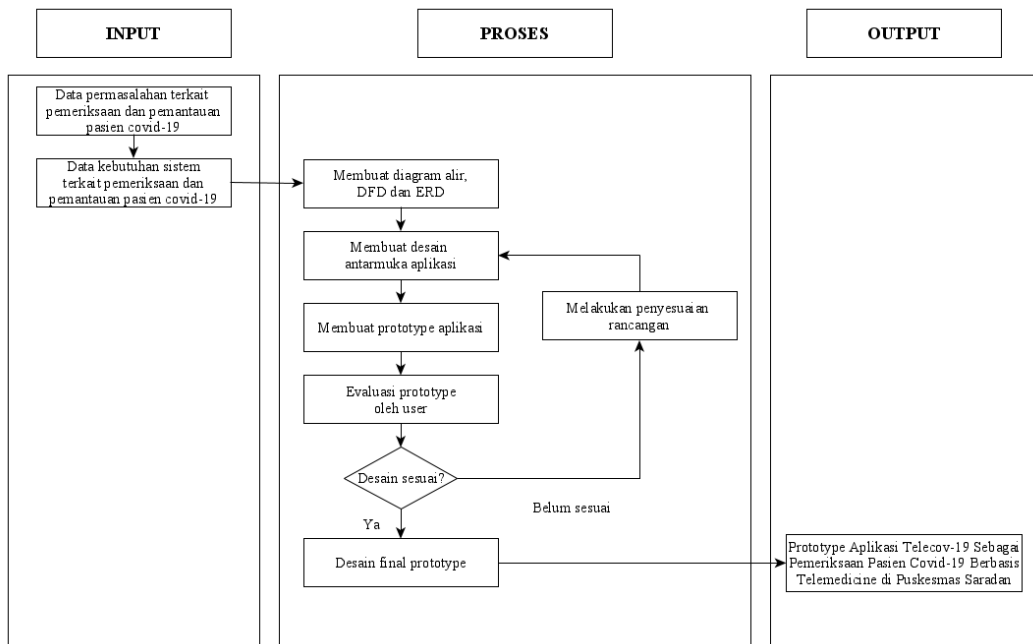 INPUT
PROSES
OUTPUT
Data permasalahan terkait
pemeriksaan dan pemantauan
pasien covid-19
Data kebutuhan sistem
terkait pemeriksaan dan
pemantauan pasien covid-19
Membuat diagram alir,
DFD dan ERD
Membuat desain
antarmuka aplikasi
Melakukan penyesuaian
rancangan
Membuat prototype aplikasi
Evaluasi prototype
oleh user
Desain sesuai?
Belum sesuai
Ya
Desain final prototype
Prototype Aplikasi Telecov-19 Sebagai
Pemeriksaan Pasien Covid-19 Berbasis
Telemedicine di Puskesmas Saradan